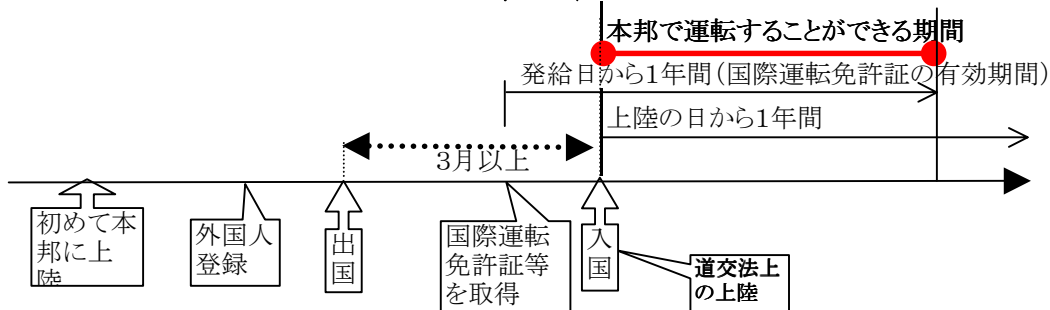 本邦で運転することができる期間
発給日から1年間(国際運転免許証の有効期間)
上陸の日から1年間
3月以上
初めて本
邦に上
陸
外国人
登録
出
国
国際運転
免許証等
を取得
入
国
道交法上
の上陸